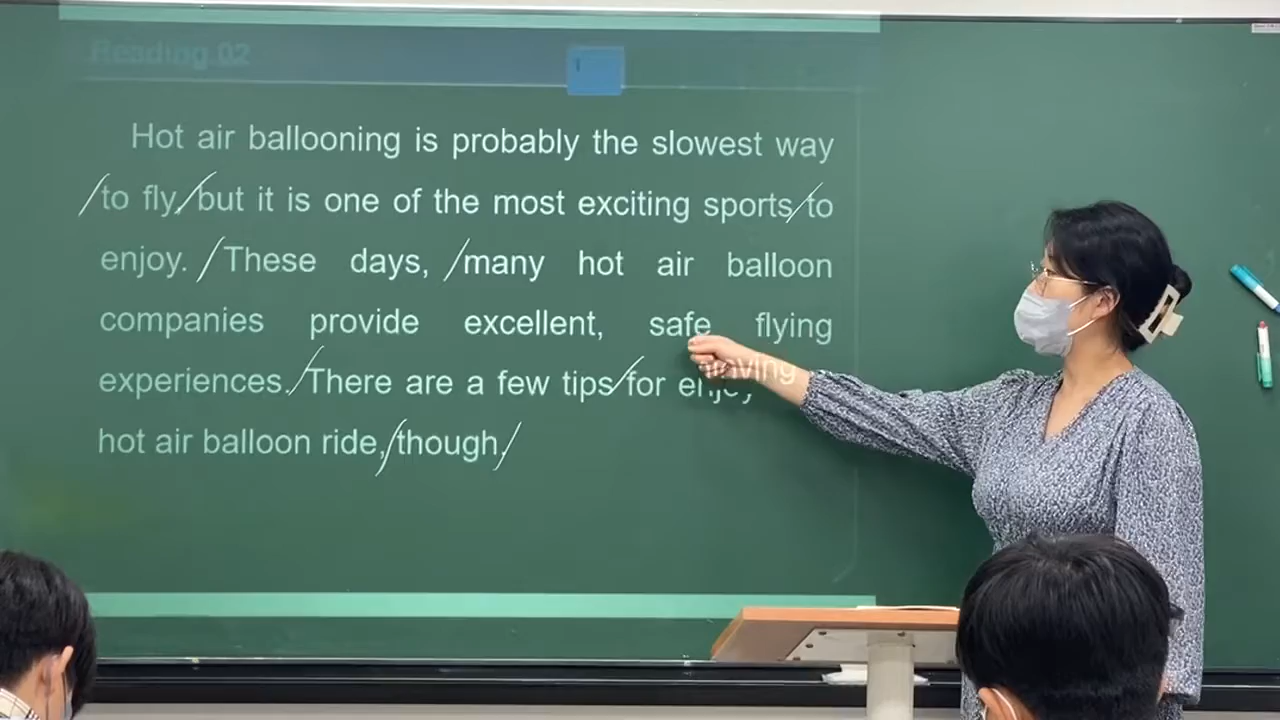 Reading 02
Hot air ballooning is probably the slowest way
to fly, but it is one of the most exciting sports to
enjoy. These days, many hot air balloon
companies provide excellent, safe flying
experiences. There are a few tips for
hot air balloon ride, though,